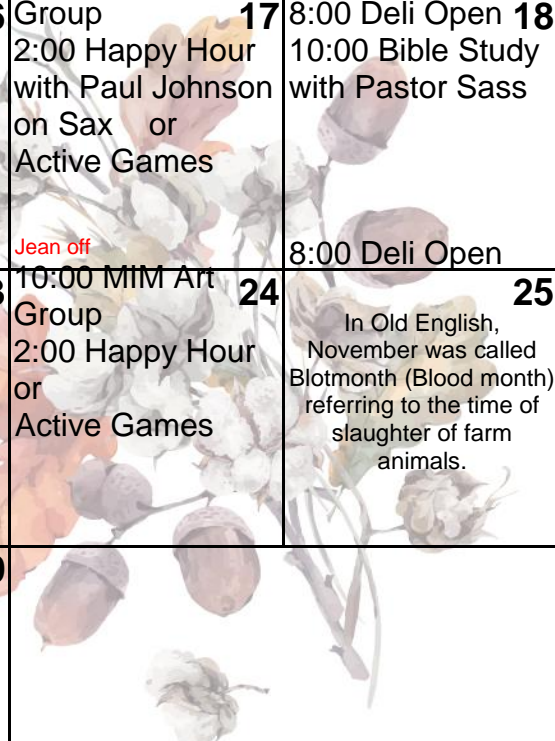 6
Group 17
2:00 Happy Hour
with Paul Johnson
on Sax or
Active Games
Jean off
8:00 Deli Open 18
10:00 Bible Study
with Pastor Sass
8:00 Deli Open
10:00 MIM Art
24
Group
2:00 Happy Hour
or
Active Games
25
In Old English,
November was called
Blotmonth (Blood month)
referring to the time of
slaughter of farm
animals.